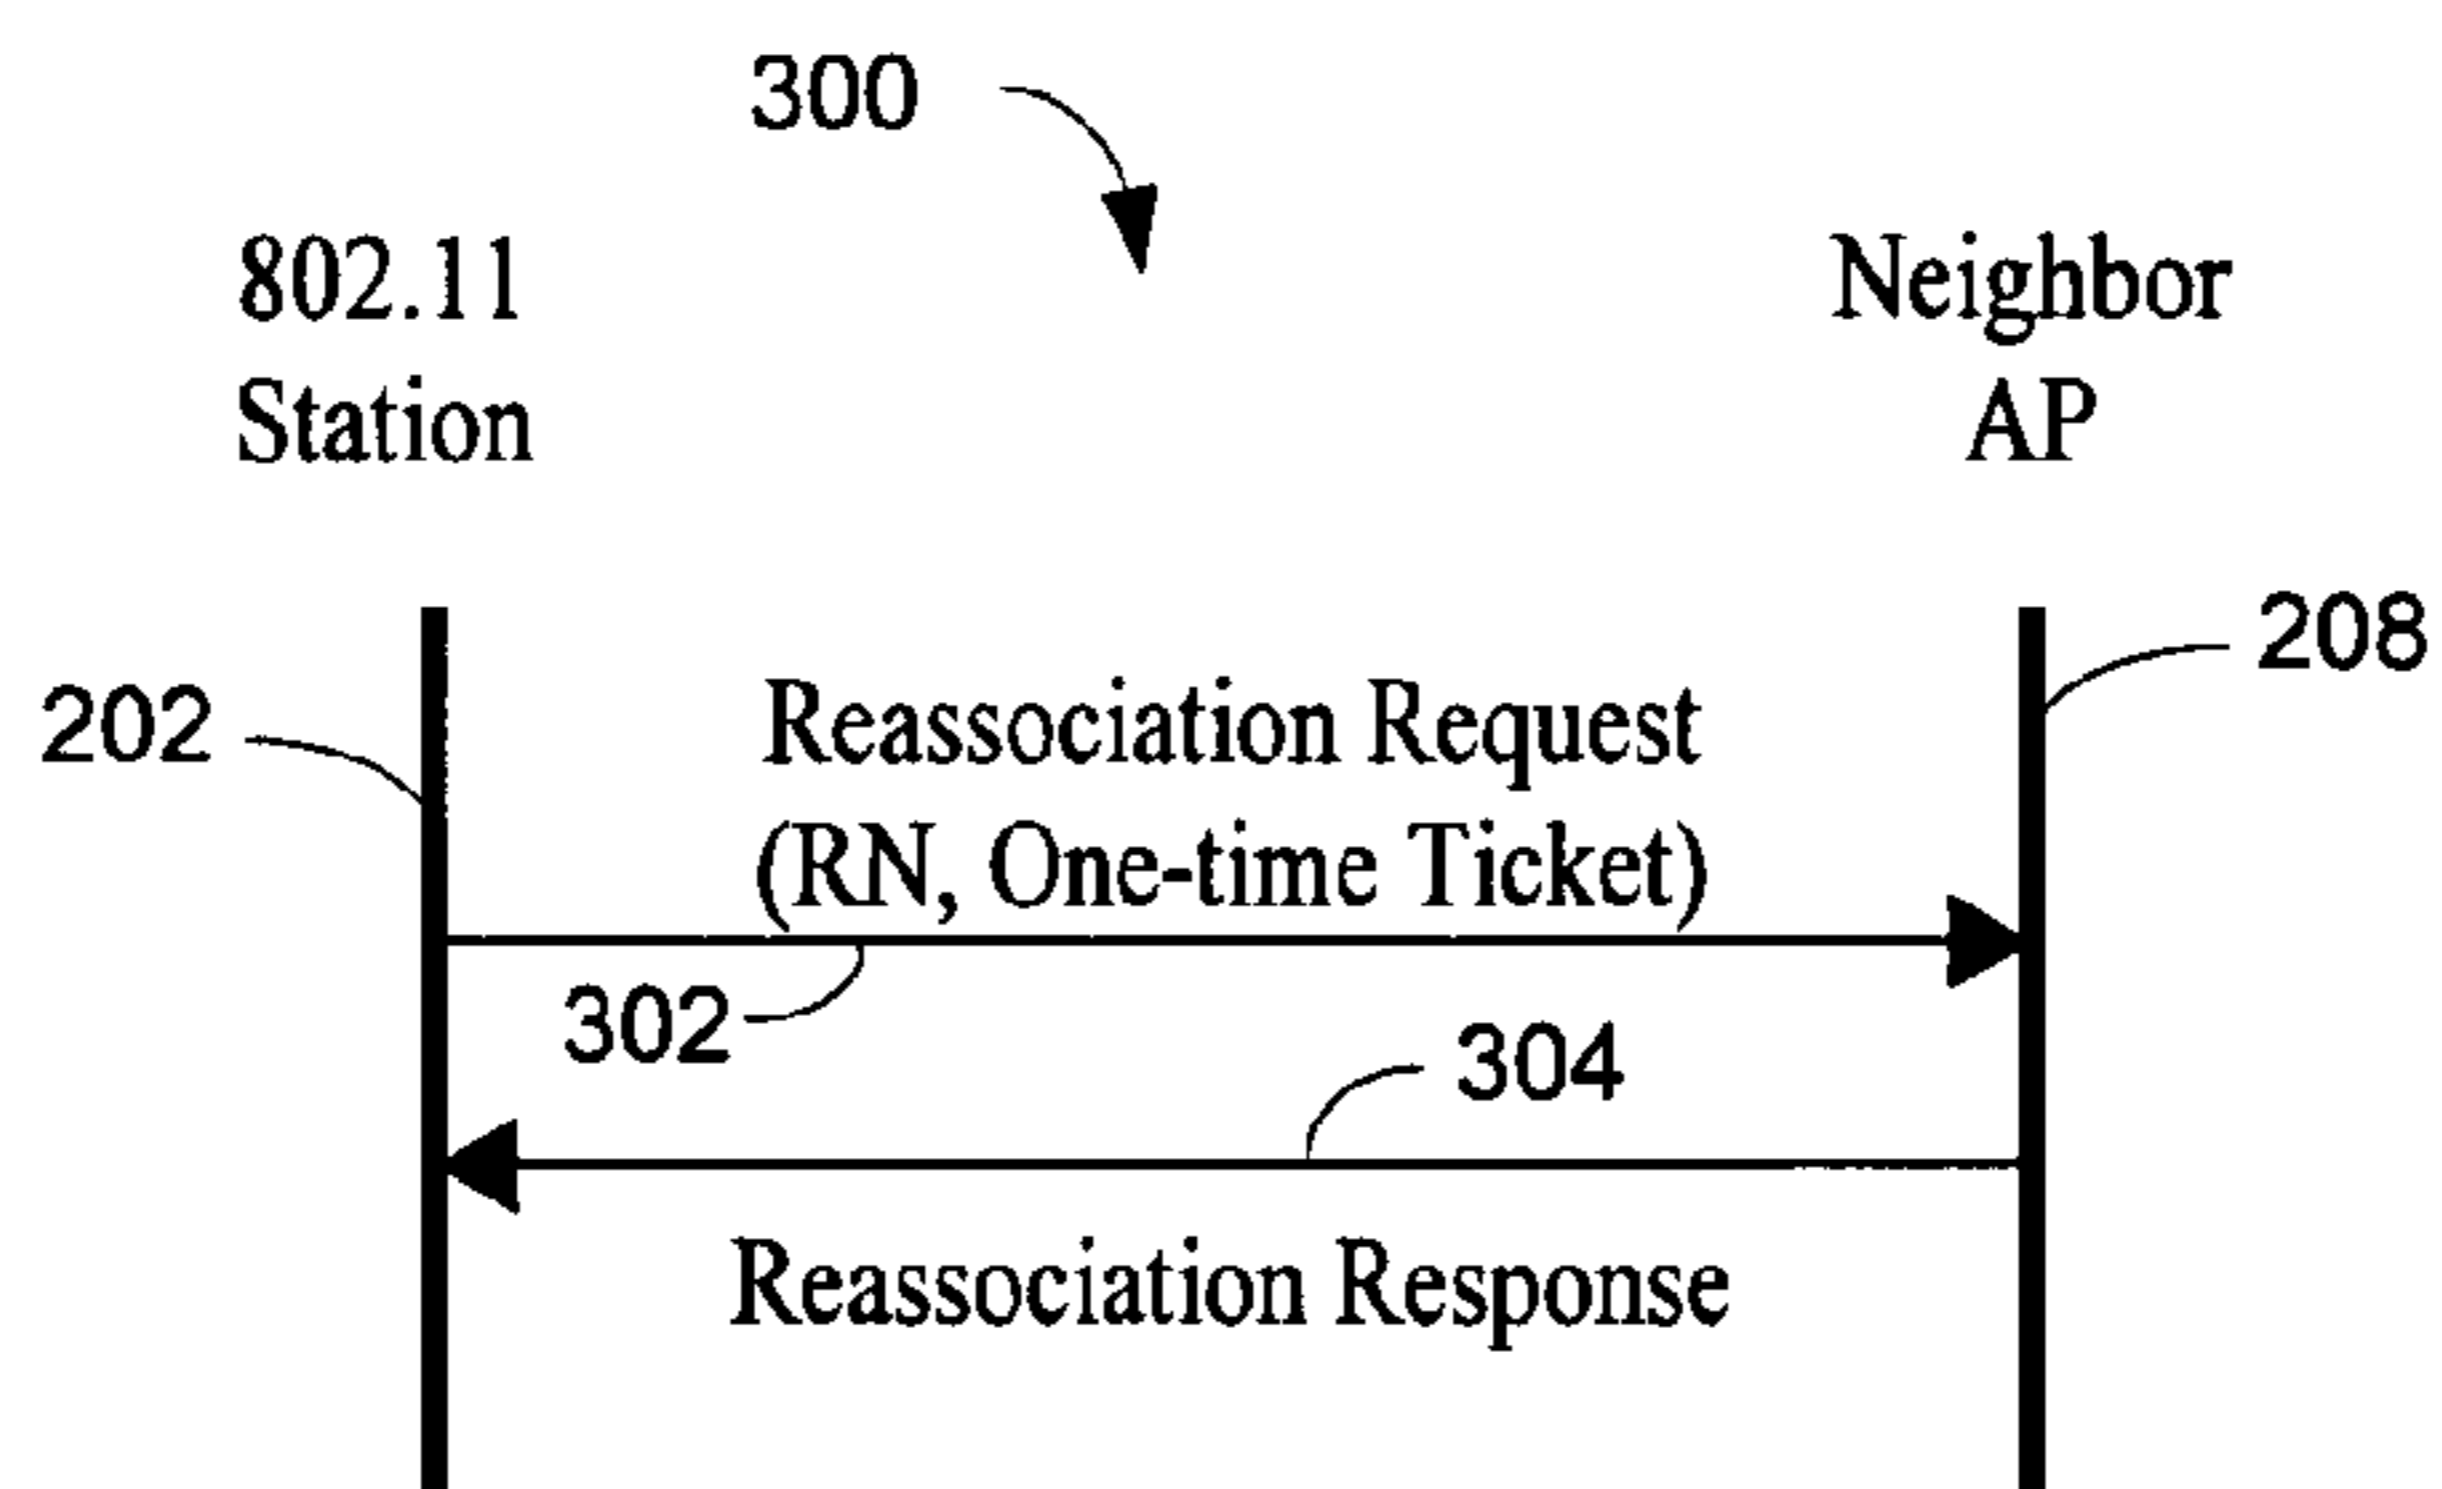 300
802.11
Station
Neighbor
AP
208
202
Reassociation Request
(RN, One-time Ticket)
302
304
Reassociation Response